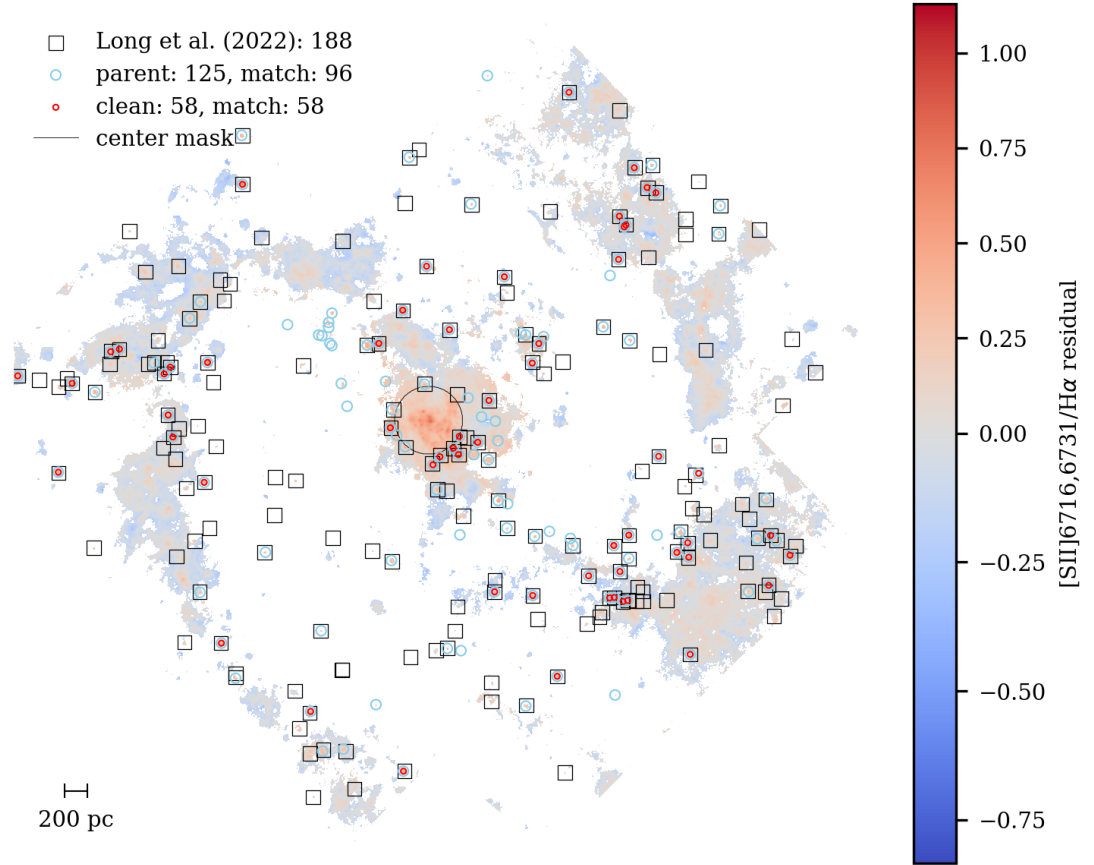 Long et al. (2022): 188
parent: 125, match: 96
clean: 58, match: 58
center mask
200 pc
1.00
0.75
0.50
0.25
0.00
−0.25
−0.50
−0.75
[SII]6716,6731/Hα residual